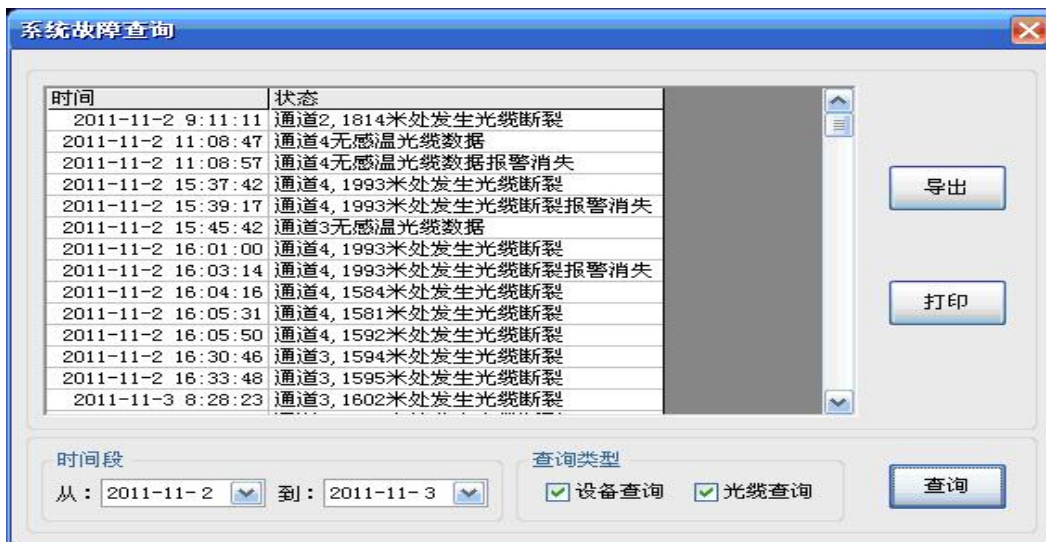 系统故障查询
时间 状态
2011-11-2 9:11:11 通道2,1814米处发生光缆断裂
2011-11-2 11:08:47 通道4无感温光缆数据
2011-11-2 11:08:57 通道4无感温光缆数据报警消失
2011-11-2 15:37:42 通道4,1993米处发生光缆断裂
2011-11-2 15:39:17 通道4,1993米处发生光缆断裂报警消失
2011-11-2 15:45:42 通道3无感温光缆数据
2011-11-2 16:01:00 通道4,1993米处发生光缆断裂
2011-11-2 16:03:14 通道4,1993米处发生光缆断裂报警消失
2011-11-2 16:04:16 通道4,1584米处发生光缆断裂
2011-11-2 16:05:31 通道4,1581米处发生光缆断裂
2011-11-2 16:05:50 通道4,1592米处发生光缆断裂
2011-11-2 16:30:46 通道3,1594米处发生光缆断裂
2011-11-2 16:33:48 通道3,1595米处发生光缆断裂
2011-11-3 8:28:23 通道3,1602米处发生光缆断裂
导出
打印
时间段 查询类型
从: 2011-11- 2 到: 2011-11- 3 设备查询 光缆查询 查询